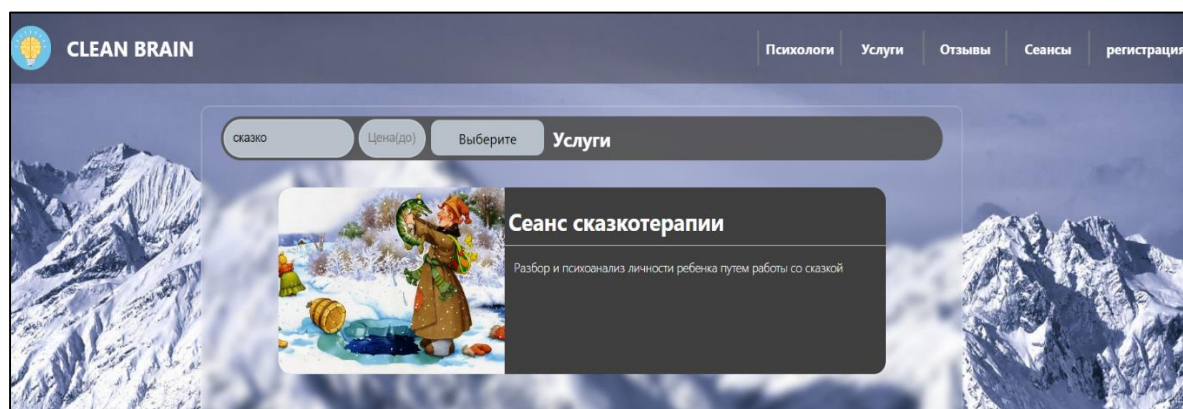 CLEAN BRAIN
Психологи Услуги Отзывы Сеансы регистрация
сказко Цена(до) Выберите Услуги
Сеанс сказкотерапии
Разбор и психоанализ личности ребенка путем работы со сказкой